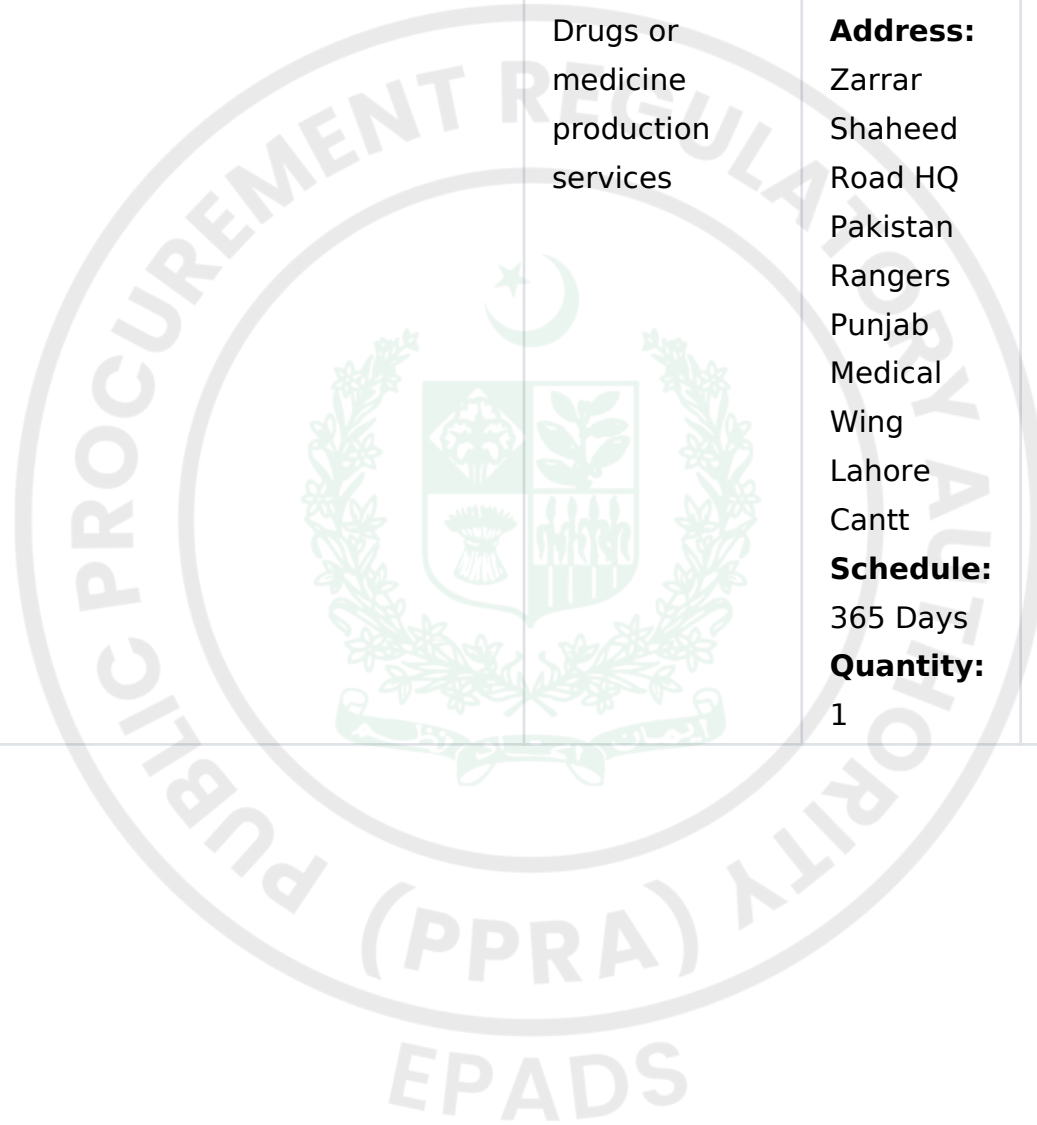 Drugs or
medicine
production
services
Address:
Zarrar
Shaheed
Road HQ
Pakistan
Rangers
Punjab
Medical
Wing
Lahore
Cantt
Schedule:
365 Days
Quantity:
1
PUBLIC PROCUREMENT REGULATORY AUTHORITY
(PPRA)
EPADS